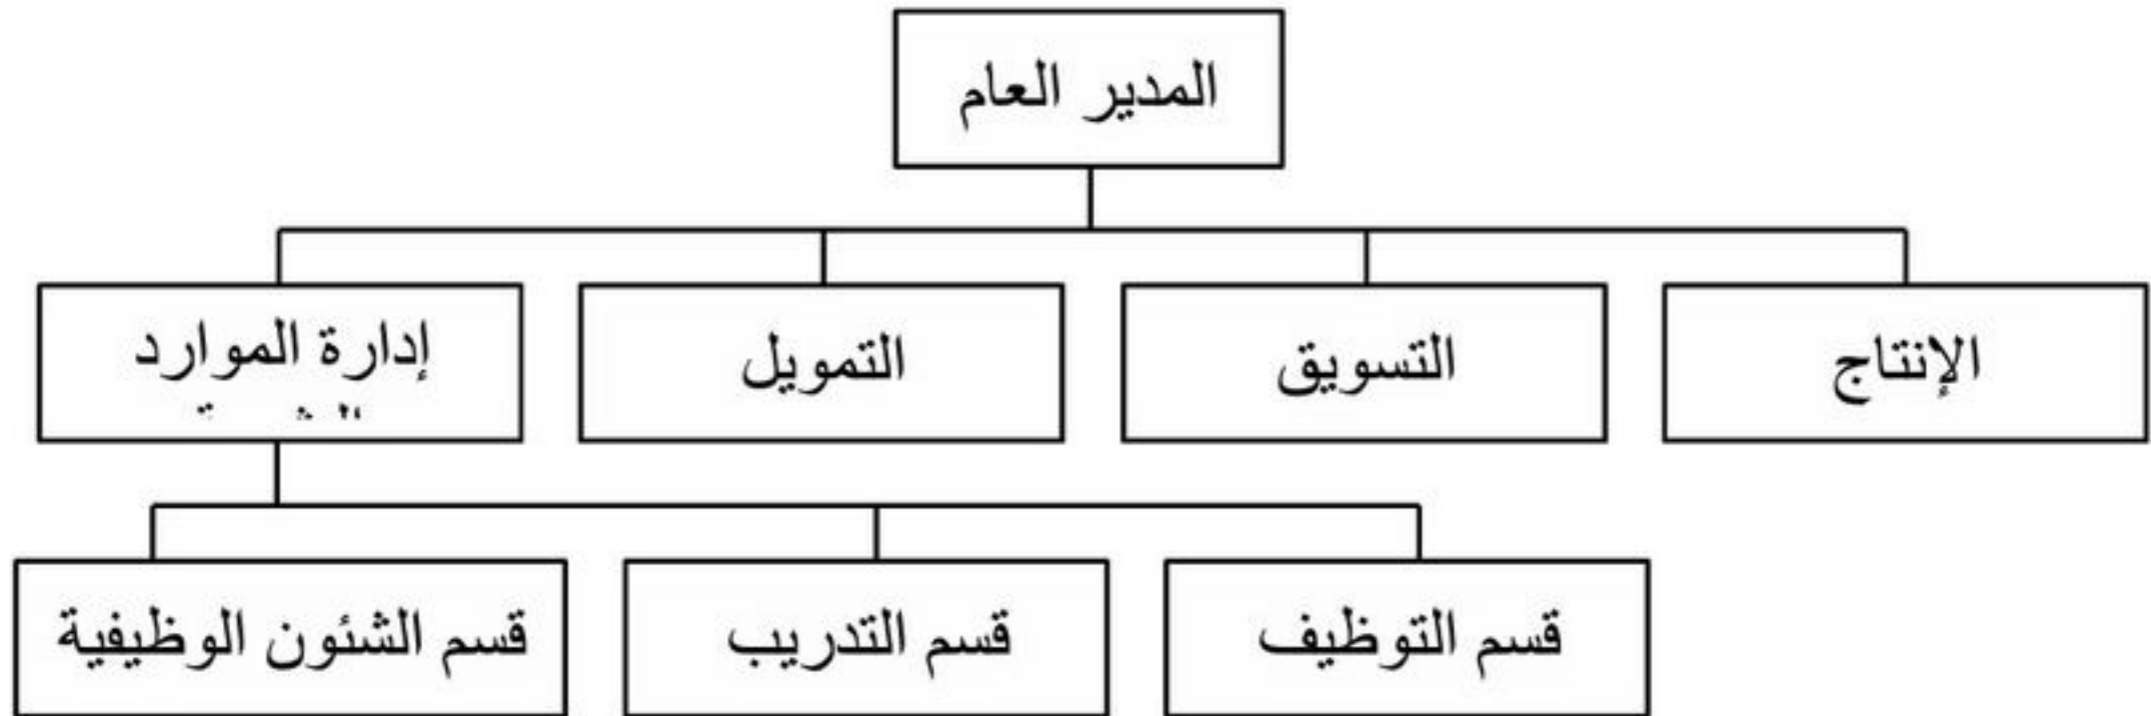 المدير العام
الإنتاج
التسويق
التمويل
إدارة الموارد
قسم التوظيف
قسم التدريب
قسم الشئون الوظيفية